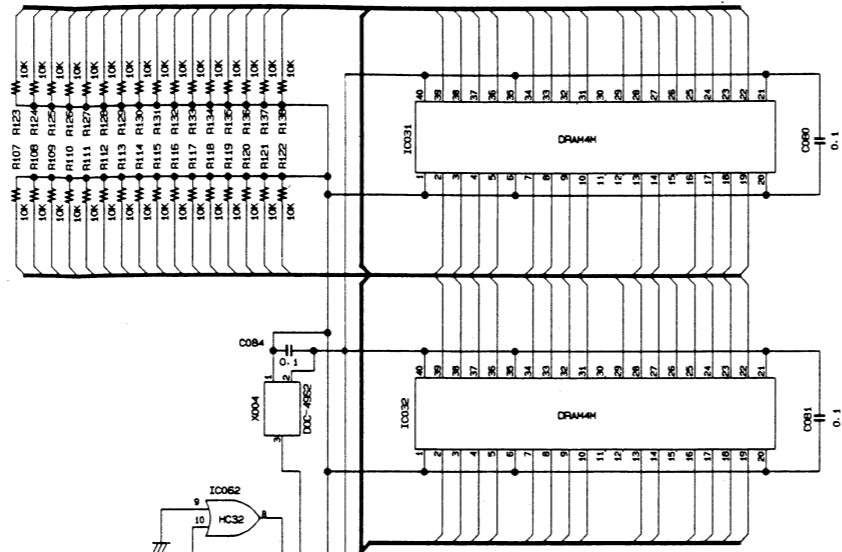 10K 10K 10K 10K 10K 10K 10K 10K 10K 10K 10K 10K 10K 10K 10K 10K
R123 R124 R125 R126 R127 R128 R129 R130 R131 R132 R133 R134 R135 R136 R137 R138
R107 R108 R109 R110 R111 R112 R113 R114 R115 R116 R117 R118 R119 R120 R121 R122
10K 10K 10K 10K 10K 10K 10K 10K 10K 10K 10K 10K 10K 10K 10K 10K
40 39 38 37 36 35 34 33 32 31 30 29 28 27 26 25 24 23 22 21
IC031
DRAM4M
C080
0.1
1 2 3 4 5 6 7 8 9 10 11 12 13 14 15 16 17 18 19 20
C084
0.1
1 2
X004
DOC-49S2
3
40 39 38 37 36 35 34 33 32 31 30 29 28 27 26 25 24 23 22 21
IC032
DRAM4M
C081
0.1
1 2 3 4 5 6 7 8 9 10 11 12 13 14 15 16 17 18 19 20
IC062
9
10
HC32
8